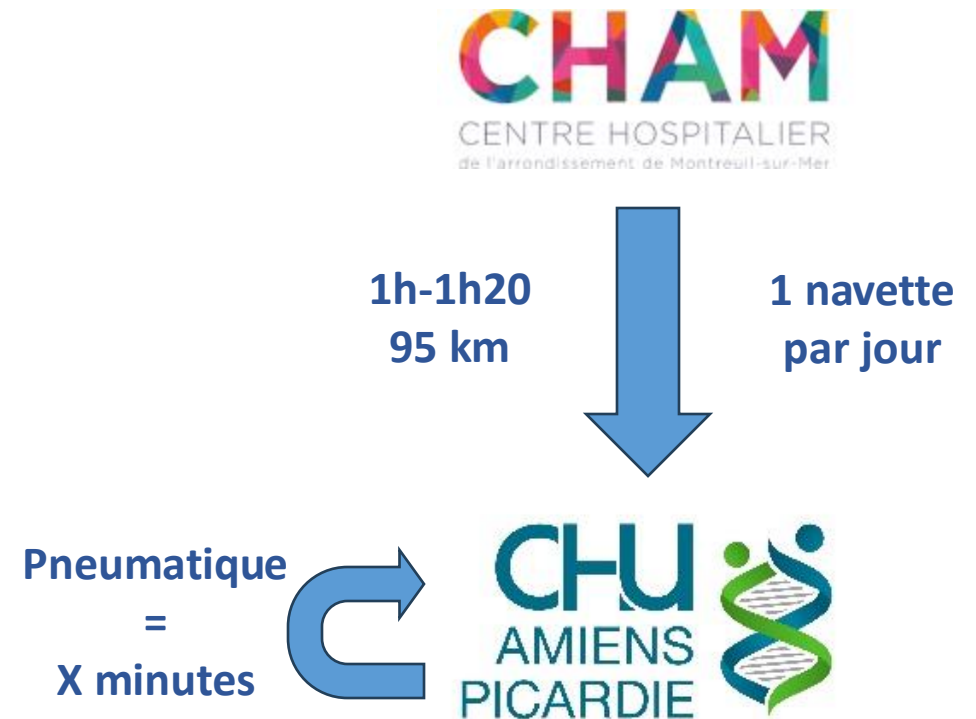 CHAM
CENTRE HOSPITALIER
de l'arrondissement de Montreuil-sur-Mer
1h-1h20
95 km
1 navette
par jour
Pneumatique
=
X minutes
CHU
AMIENS
PICARDIE